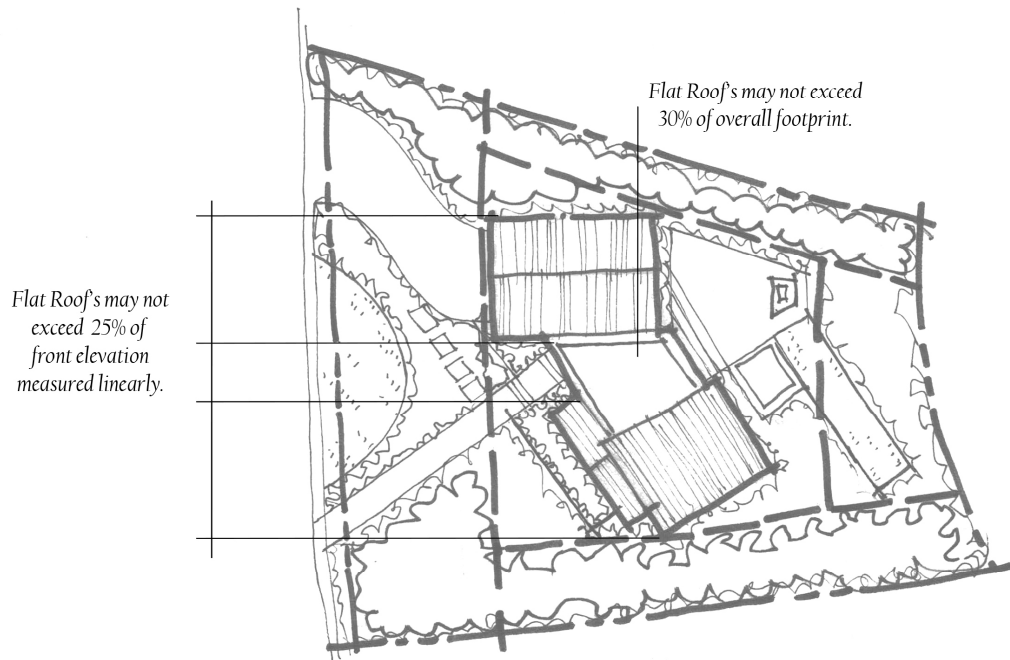 Flat Roof's may not exceed
30% of overall footprint.
Flat Roof's may not
exceed 25% of
front elevation
measured linearly.